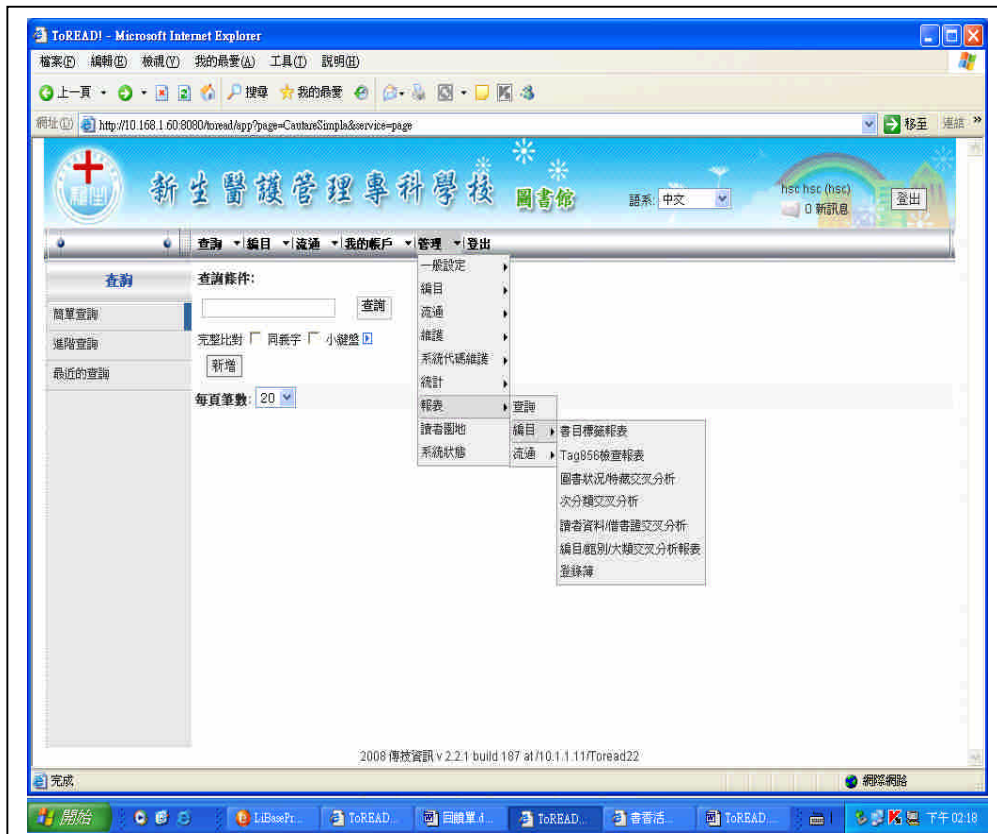 ToREAD! - Microsoft Internet Explorer
檔案(F) 編輯(E) 檢視(V) 我的最愛(A) 工具(T) 說明(H)
上一頁 搜尋 我的最愛
網址(D) http://10.168.1.60:8080/toread/app?page=CautareSimpla&service=page 移至 連結 »
新生醫護管理專科學校 圖書館 語系: 中文 hsc hsc (hsc) 登出
0 新訊息
查詢 編目 流通 我的帳戶 管理 登出
查詢
簡單查詢
進階查詢
最近的查詢
查詢條件:
查詢
完整比對 同義字 小鍵盤
新增
每頁筆數: 20
一般設定
編目
流通
維護
系統代碼維護
統計
報表
讀者園地
系統狀態
查詢
編目
流通
書目標籤報表
Tag856檢查報表
圖書狀況/特藏交叉分析
次分類交叉分析
讀者資料/借書證交叉分析
編目/館別/大類交叉分析報表
登錄簿
2008 傳技資訊 v 2.2.1 build 187 at /10.1.1.11/Toread22
完成 網際網路
開始 LiBasePr... ToREAD... 回饋單.d... ToREAD... 書香活... ToREAD... 下午 02:18